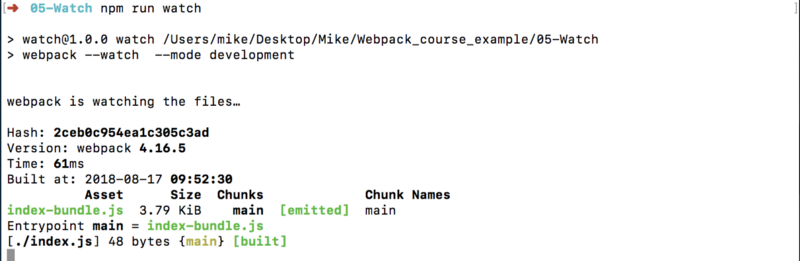 [➜ 05-Watch npm run watch ]
> watch@1.0.0 watch /Users/mike/Desktop/Mike/Webpack_course_example/05-Watch
> webpack --watch  --mode development
webpack is watching the files…
Hash: 2ceb0c954ea1c305c3ad
Version: webpack 4.16.5
Time: 61ms
Built at: 2018-08-17 09:52:30
Asset Size Chunks Chunk Names
index-bundle.js 3.79 KiB main [emitted] main
Entrypoint main = index-bundle.js
[./index.js] 48 bytes {main} [built]